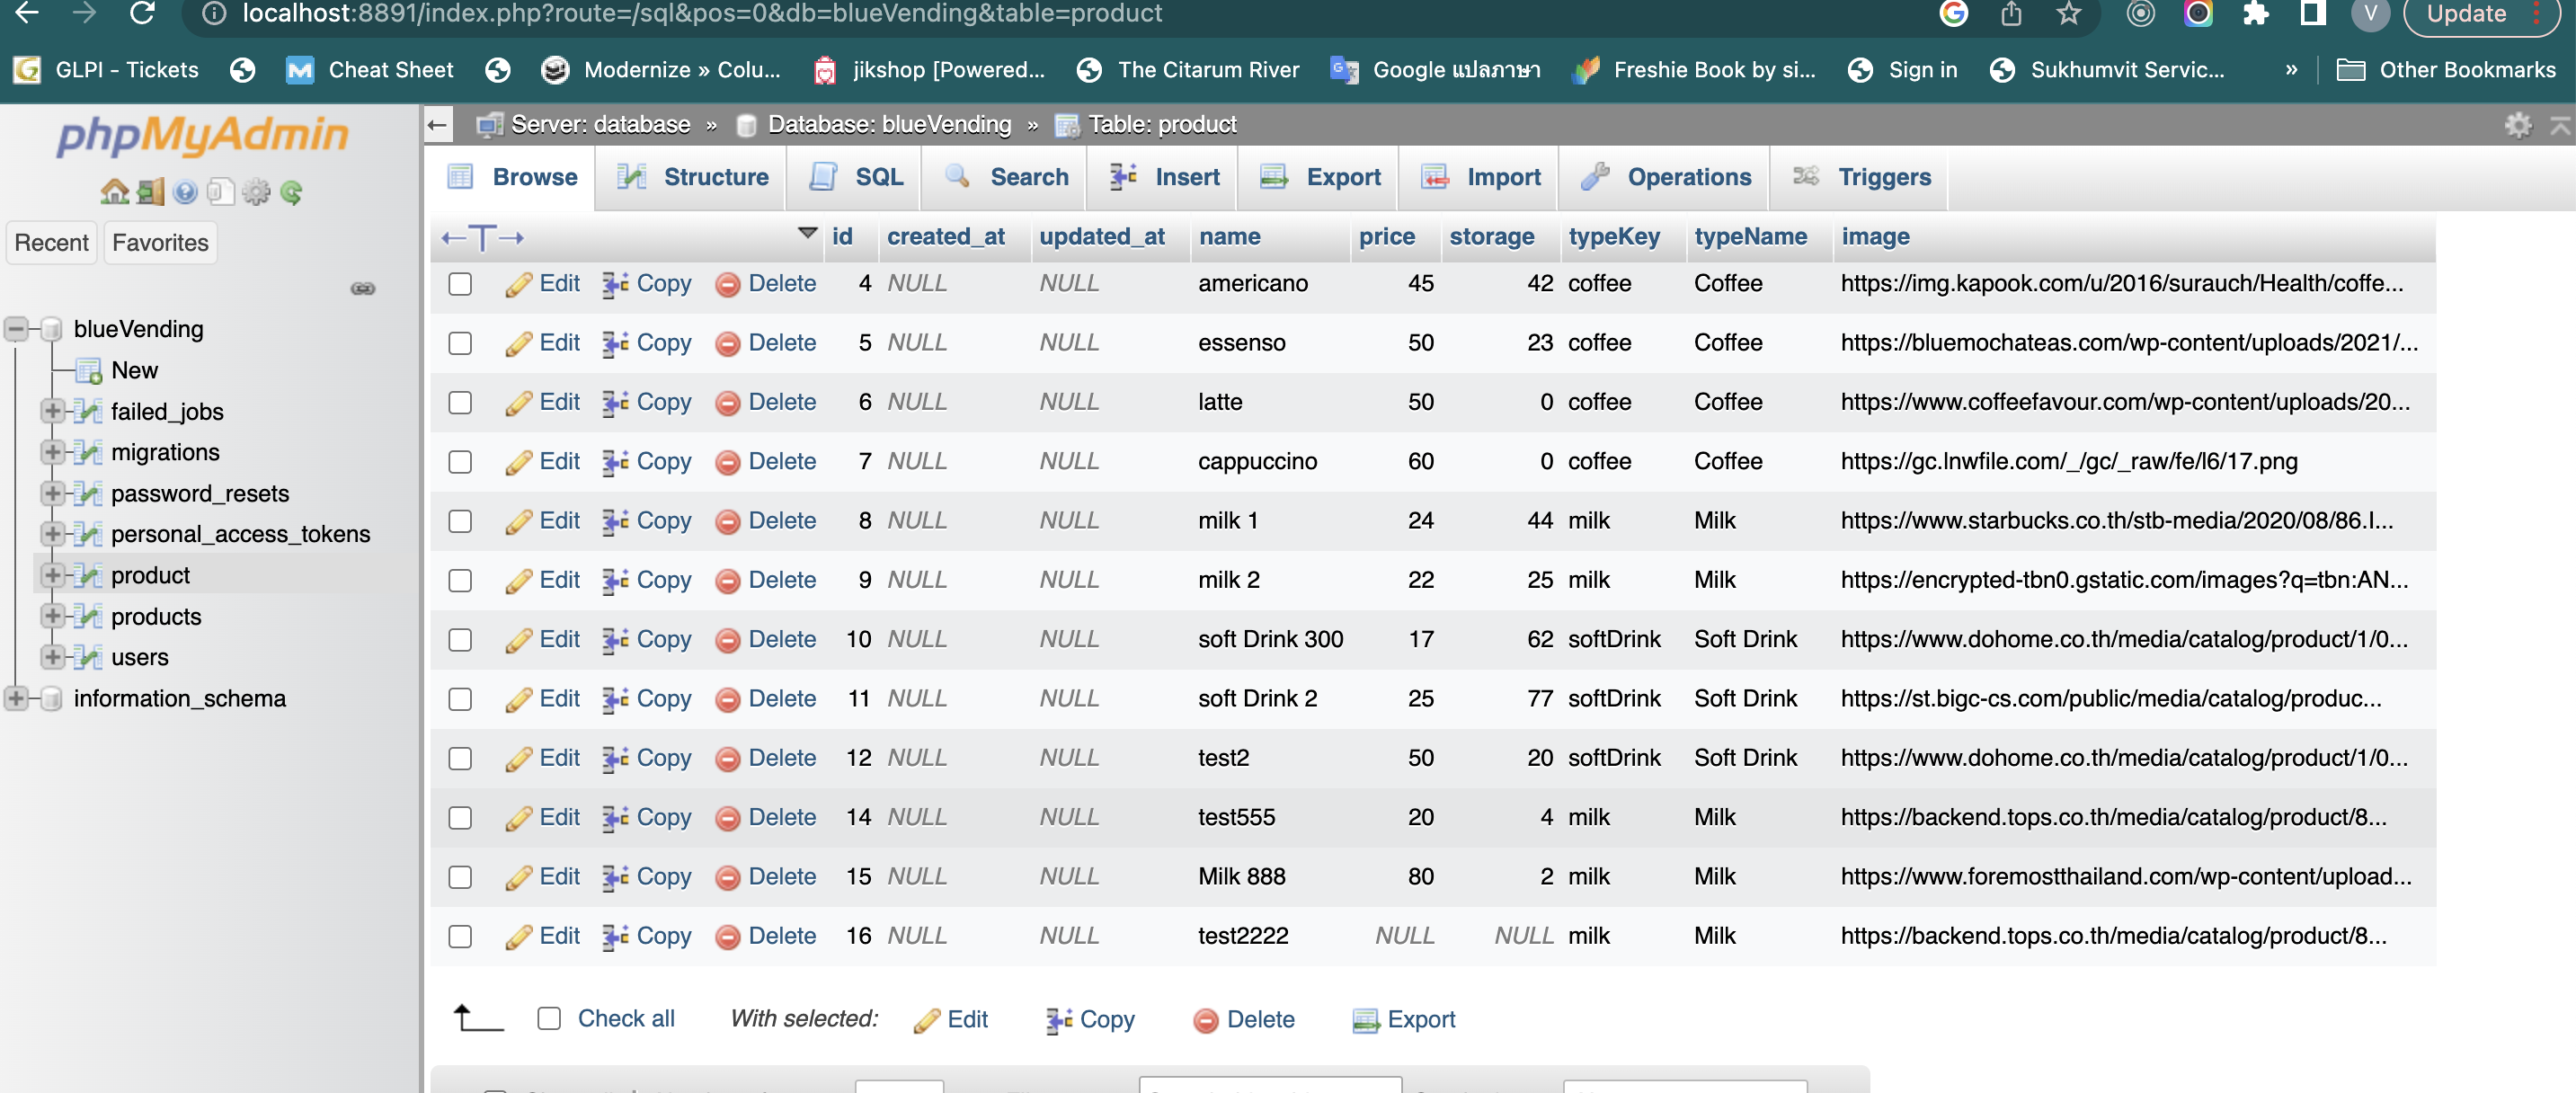 localhost:8891/index.php?route=/sql&pos=0&db=blueVending&table=product
V
Update
GLPI - Tickets
Cheat Sheet
Modernize » Colu...
jikshop [Powered...
The Citarum River
Google แปลภาษา
Freshie Book by si...
Sign in
Sukhumvit Servic...
»
Other Bookmarks
phpMyAdmin
Recent
Favorites
blueVending
New
failed_jobs
migrations
password_resets
personal_access_tokens
product
products
users
information_schema
Server: database » Database: blueVending » Table: product
Browse Structure SQL Search Insert Export Import Operations Triggers
id created_at updated_at name price storage typeKey typeName image
Edit Copy Delete 4 NULL NULL americano 45 42 coffee Coffee https://img.kapook.com/u/2016/surauch/Health/coffe...
Edit Copy Delete 5 NULL NULL essenso 50 23 coffee Coffee https://bluemochateas.com/wp-content/uploads/2021/...
Edit Copy Delete 6 NULL NULL latte 50 0 coffee Coffee https://www.coffeefavour.com/wp-content/uploads/20...
Edit Copy Delete 7 NULL NULL cappuccino 60 0 coffee Coffee https://gc.lnwfile.com/_/gc/_raw/fe/l6/17.png
Edit Copy Delete 8 NULL NULL milk 1 24 44 milk Milk https://www.starbucks.co.th/stb-media/2020/08/86.I...
Edit Copy Delete 9 NULL NULL milk 2 22 25 milk Milk https://encrypted-tbn0.gstatic.com/images?q=tbn:AN...
Edit Copy Delete 10 NULL NULL soft Drink 300 17 62 softDrink Soft Drink https://www.dohome.co.th/media/catalog/product/1/0...
Edit Copy Delete 11 NULL NULL soft Drink 2 25 77 softDrink Soft Drink https://st.bigc-cs.com/public/media/catalog/produc...
Edit Copy Delete 12 NULL NULL test2 50 20 softDrink Soft Drink https://www.dohome.co.th/media/catalog/product/1/0...
Edit Copy Delete 14 NULL NULL test555 20 4 milk Milk https://backend.tops.co.th/media/catalog/product/8...
Edit Copy Delete 15 NULL NULL Milk 888 80 2 milk Milk https://www.foremostthailand.com/wp-content/upload...
Edit Copy Delete 16 NULL NULL test2222 NULL NULL milk Milk https://backend.tops.co.th/media/catalog/product/8...
Check all With selected: Edit Copy Delete Export